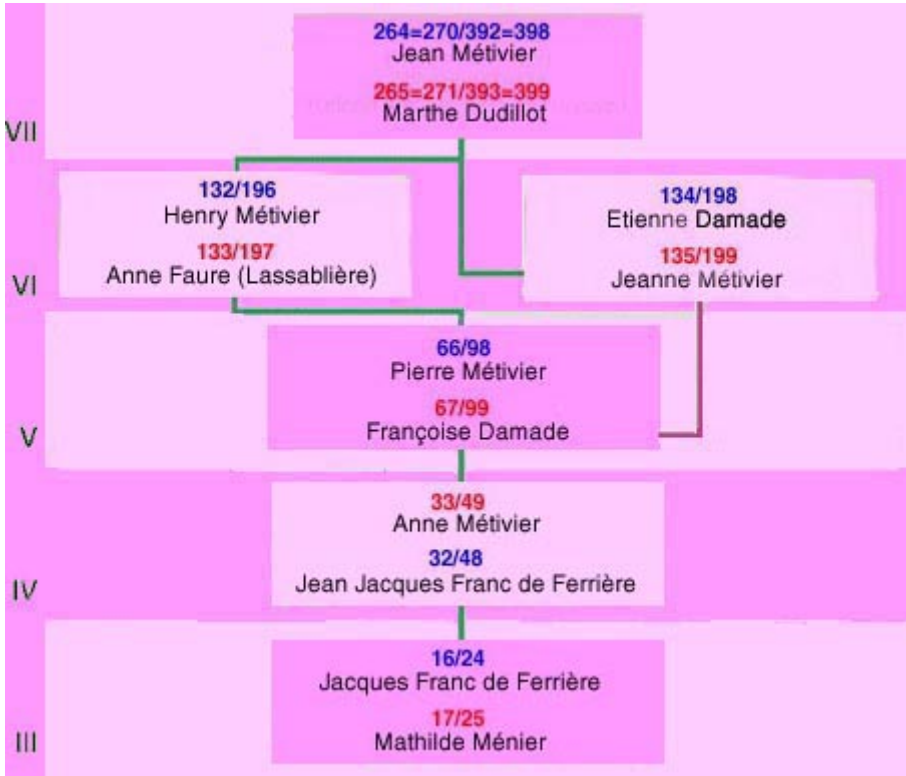 264=270/392=398
Jean Métivier
265=271/393=399
Marthe Dudillot
VII
132/196
Henry Métivier
133/197
Anne Faure (Lassablière)
134/198
Etienne Damade
135/199
Jeanne Métivier
VI
66/98
Pierre Métivier
67/99
Françoise Damade
V
33/49
Anne Métivier
32/48
Jean Jacques Franc de Ferrière
IV
16/24
Jacques Franc de Ferrière
17/25
Mathilde Ménier
III